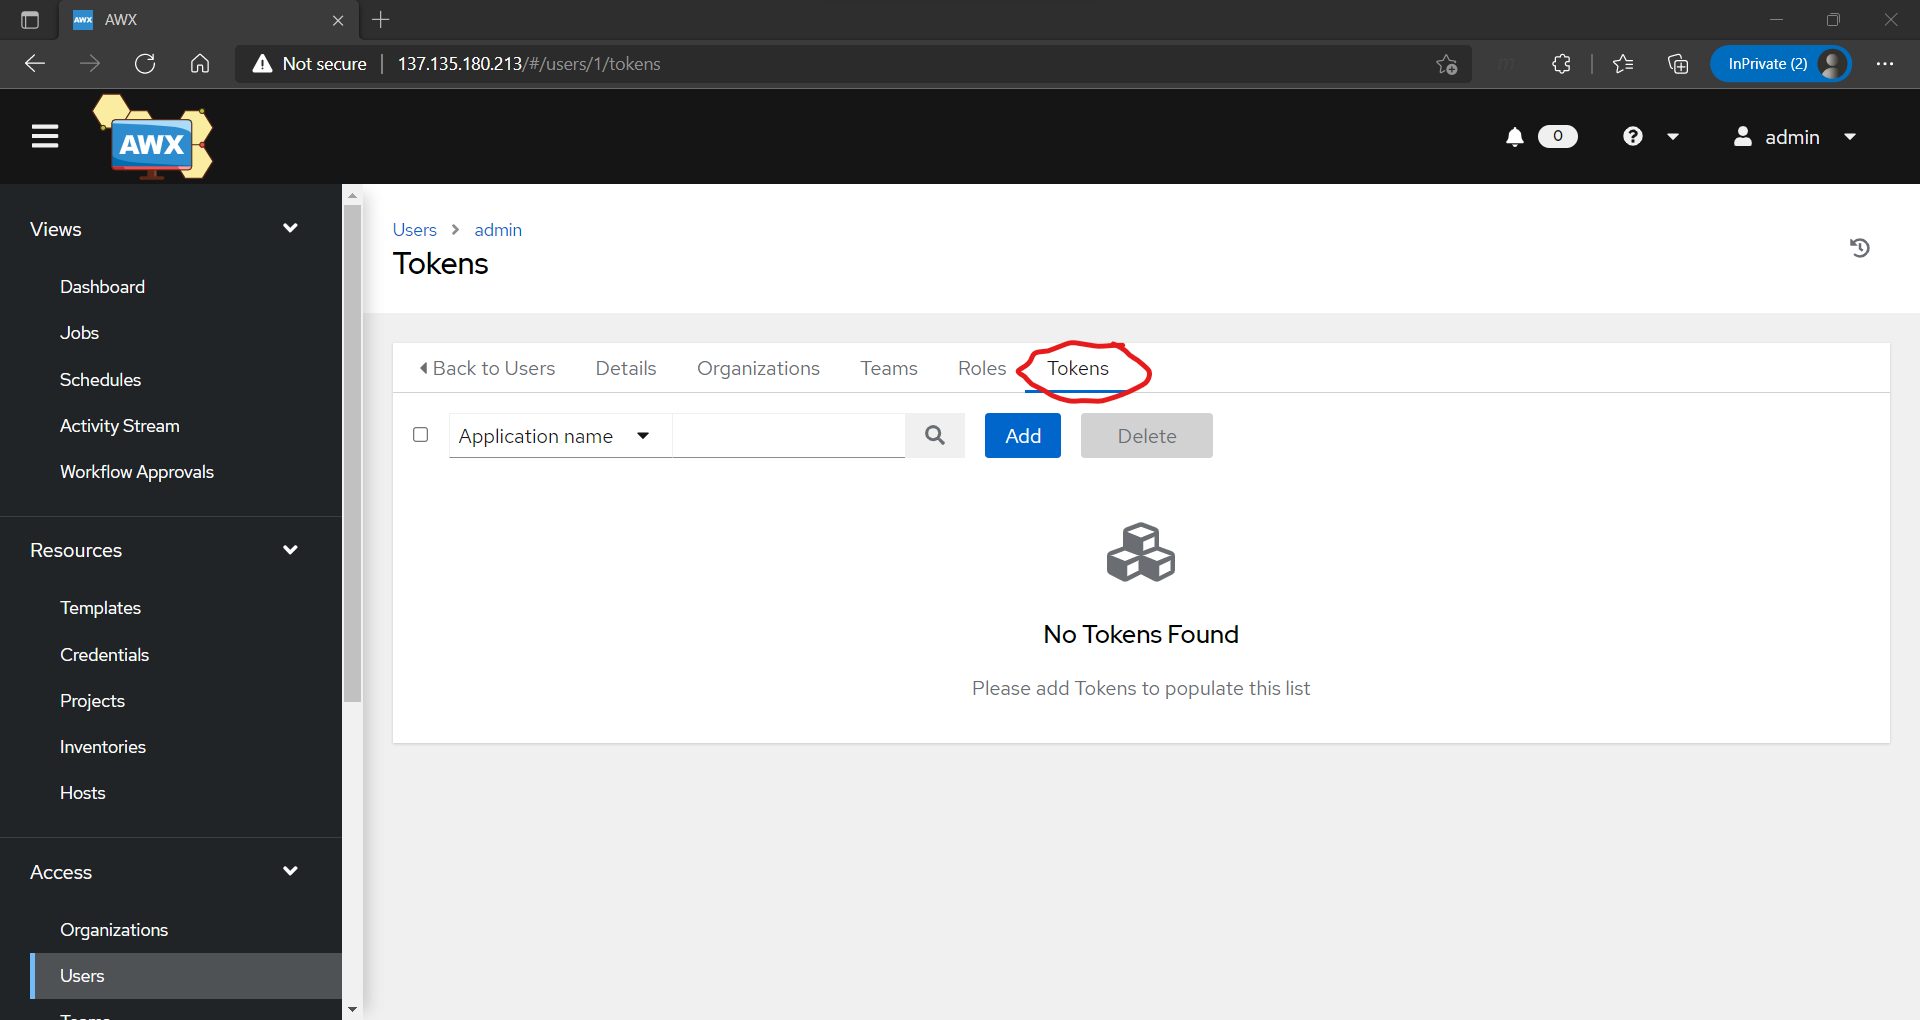 AWX
Not secure
137.135.180.213/#/users/1/tokens
InPrivate (2)
AWX
0
admin
Views
Dashboard
Jobs
Schedules
Activity Stream
Workflow Approvals
Resources
Templates
Credentials
Projects
Inventories
Hosts
Access
Organizations
Users
Teams
Users > admin
Tokens
Back to Users Details Organizations Teams Roles Tokens
Application name Add Delete
No Tokens Found
Please add Tokens to populate this list